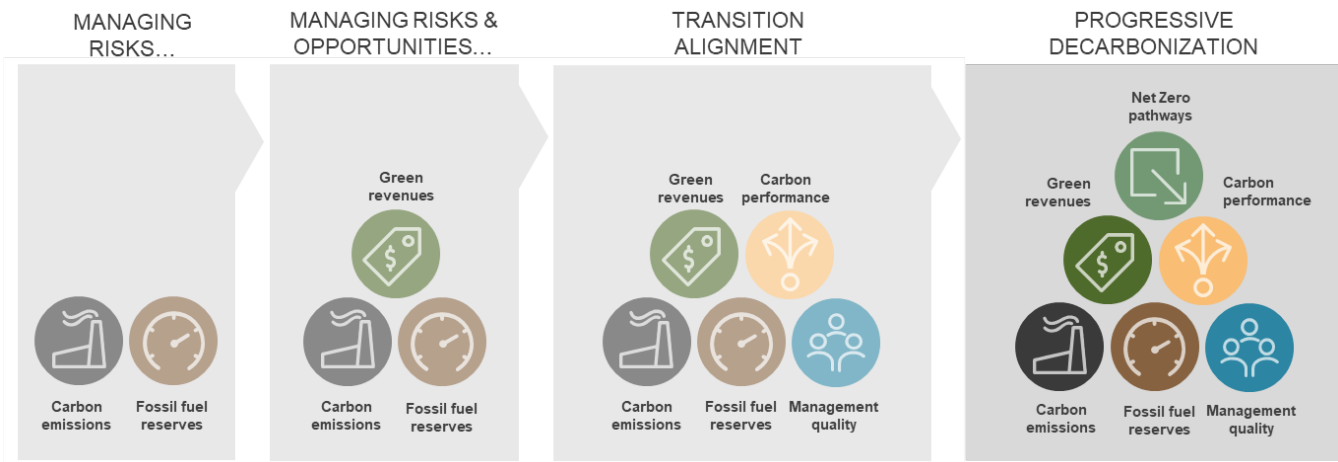 MANAGING
RISKS…
MANAGING RISKS &
OPPORTUNITIES…
TRANSITION
ALIGNMENT
PROGRESSIVE
DECARBONIZATION
Carbon
emissions
Fossil fuel
reserves
Green
revenues
$
Carbon
emissions
Fossil fuel
reserves
Green
revenues
Carbon
performance
$
Carbon
emissions
Fossil fuel
reserves
Management
quality
Net Zero
pathways
Green
revenues
Carbon
performance
$
Carbon
emissions
Fossil fuel
reserves
Management
quality